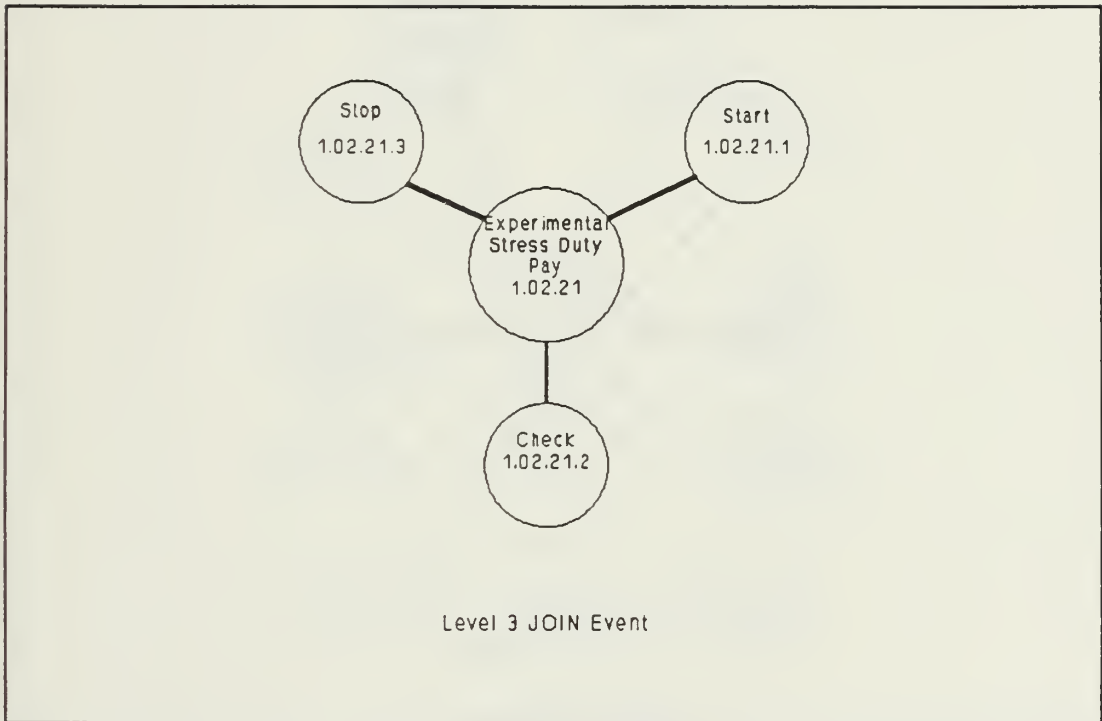 Stop
1.02.21.3
Start
1.02.21.1
Experimental
Stress Duty
Pay
1.02.21
Check
1.02.21.2
Level 3 JOIN Event